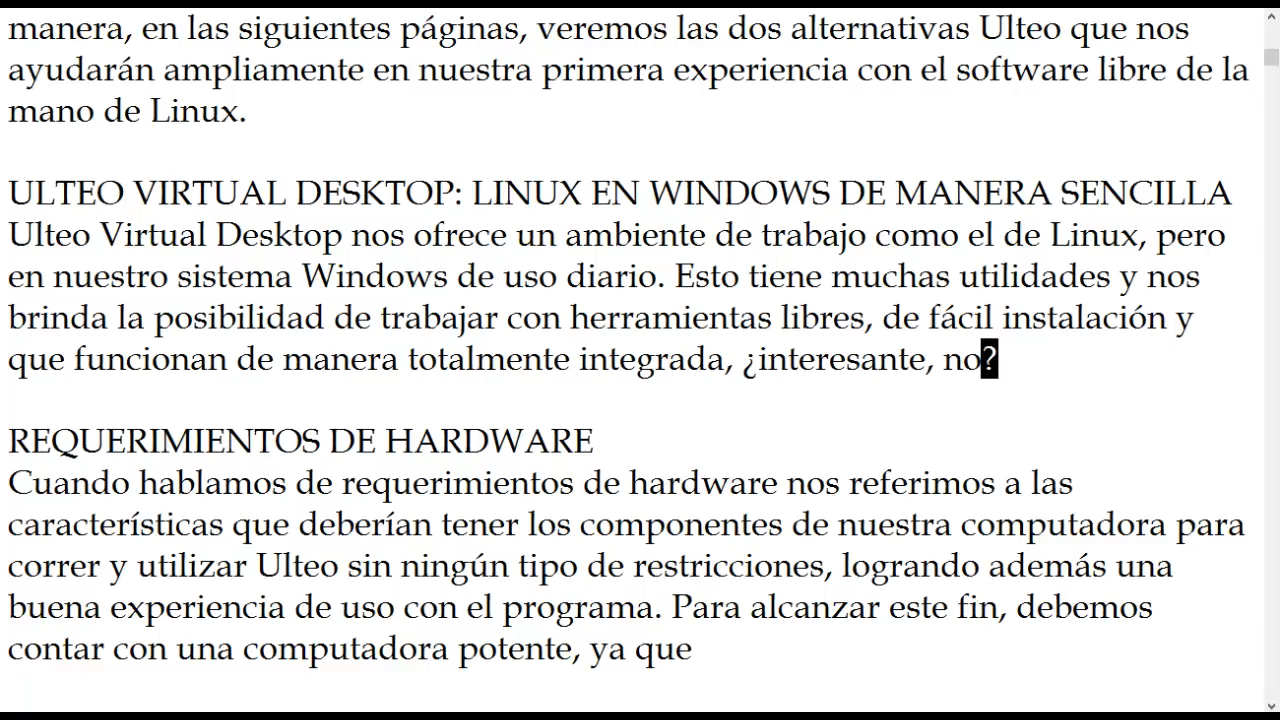 manera, en las siguientes páginas, veremos las dos alternativas Ulteo que nos
ayudarán ampliamente en nuestra primera experiencia con el software libre de la
mano de Linux.
ULTEO VIRTUAL DESKTOP: LINUX EN WINDOWS DE MANERA SENCILLA
Ulteo Virtual Desktop nos ofrece un ambiente de trabajo como el de Linux, pero
en nuestro sistema Windows de uso diario. Esto tiene muchas utilidades y nos
brinda la posibilidad de trabajar con herramientas libres, de fácil instalación y
que funcionan de manera totalmente integrada, ¿interesante, no?
REQUERIMIENTOS DE HARDWARE
Cuando hablamos de requerimientos de hardware nos referimos a las
características que deberían tener los componentes de nuestra computadora para
correr y utilizar Ulteo sin ningún tipo de restricciones, logrando además una
buena experiencia de uso con el programa. Para alcanzar este fin, debemos
contar con una computadora potente, ya que